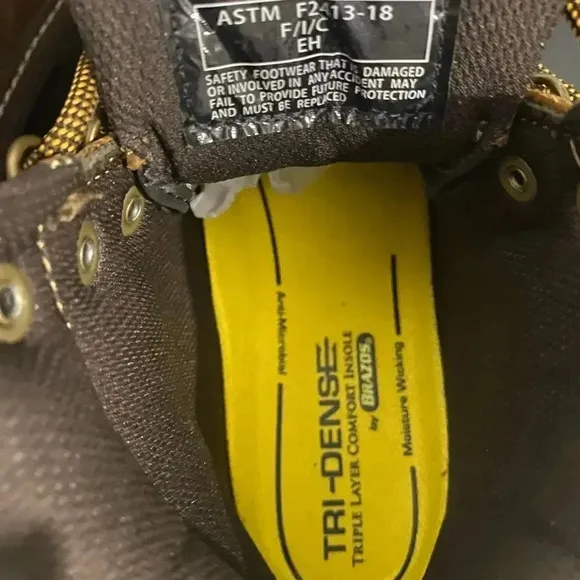 ASTM F2413-18
F/I/C
EH
SAFETY FOOTWEAR THAT IS DAMAGED
OR INVOLVED IN ANY ACCIDENT MAY
FAIL TO PROVIDE FUTURE PROTECTION
AND MUST BE REPLACED
Anti-Microbial
TRI-DENSE
TRIPLE LAYER COMFORT INSOLE
by BRAZOS
Moisture Wicking